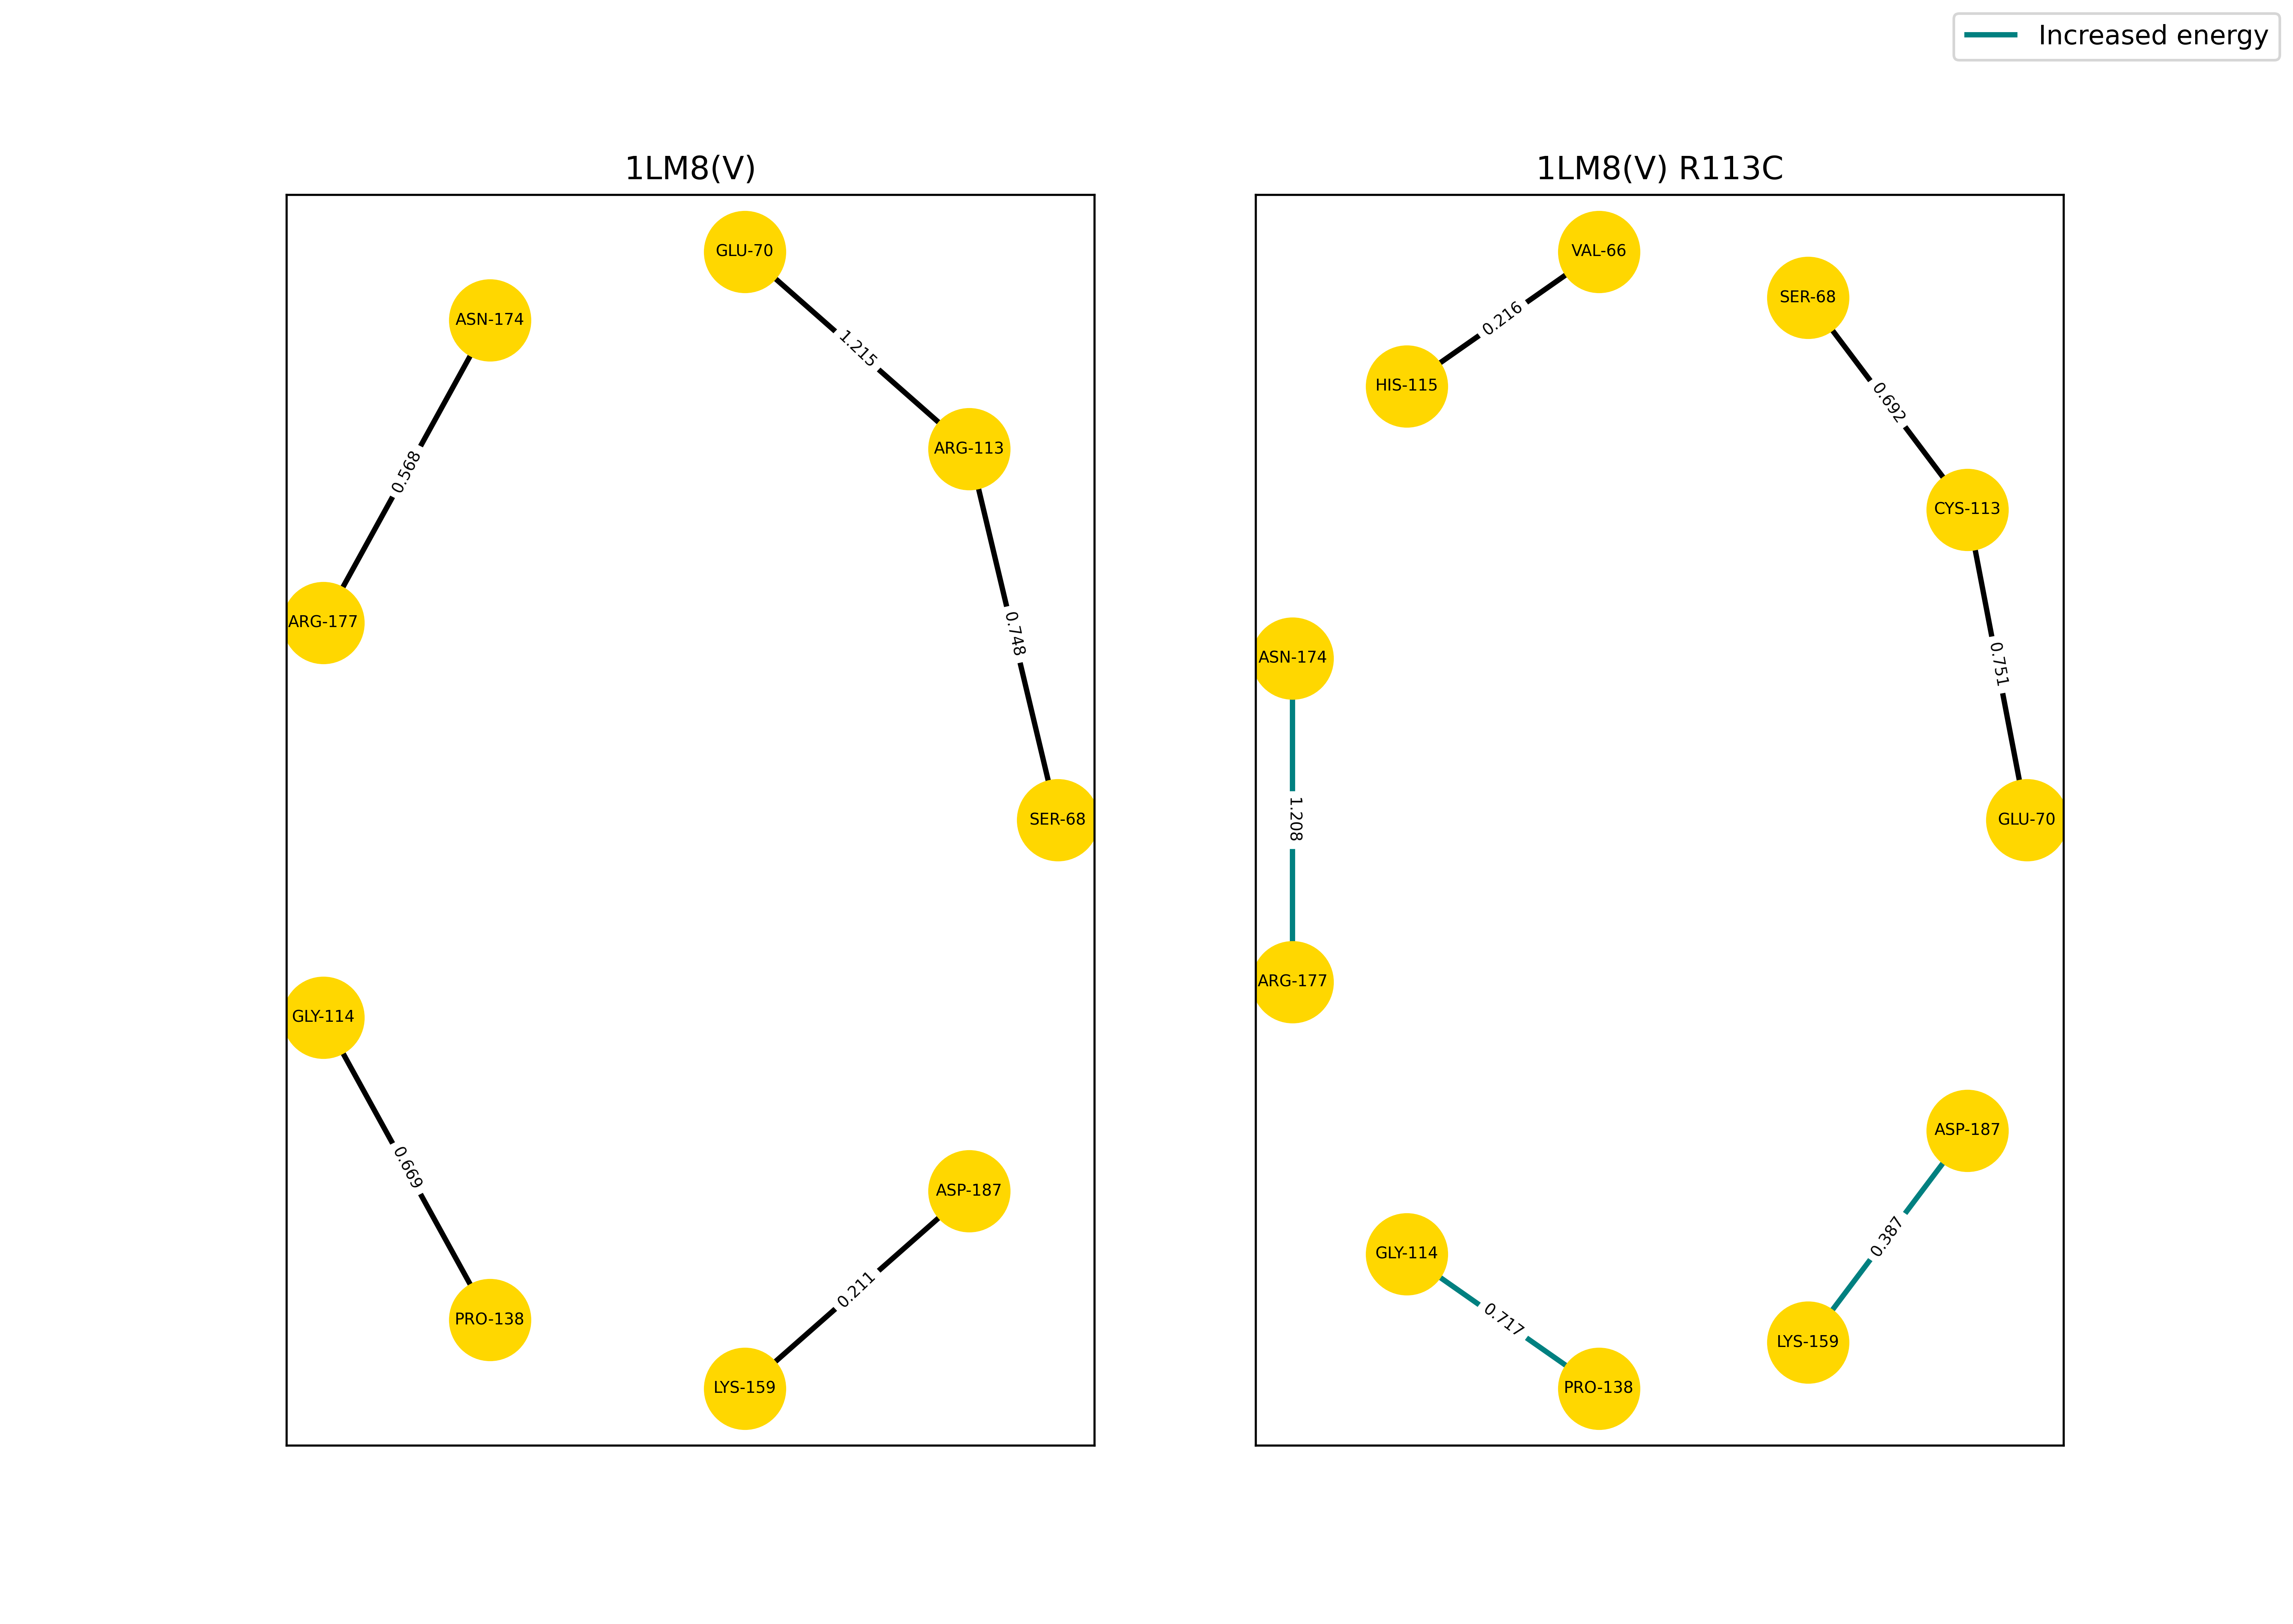 Increased energy
1LM8(V)
GLU-70
ASN-174
1.215
ARG-113
0.568
ARG-177
0.748
SER-68
GLY-114
0.669
ASP-187
0.211
PRO-138
LYS-159
1LM8(V) R113C
VAL-66
SER-68
0.216
HIS-115
0.692
CYS-113
ASN-174
0.751
1.208
GLU-70
ARG-177
ASP-187
0.387
GLY-114
0.717
LYS-159
PRO-138